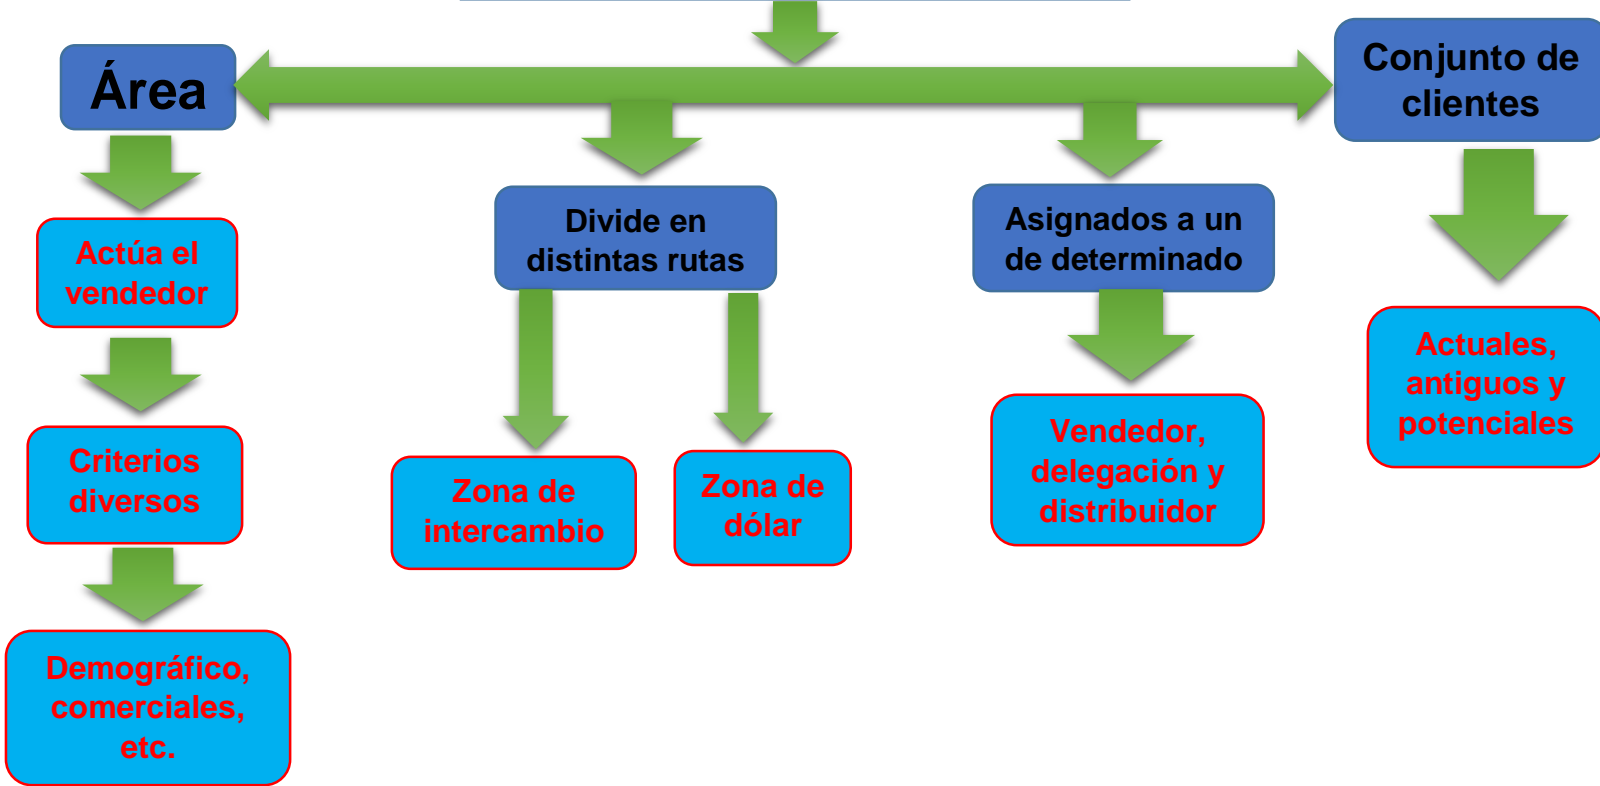 Área
Conjunto de
clientes
Divide en
distintas rutas
Asignados a un
de determinado
Actúa el
vendedor
Actuales,
antiguos y
potenciales
Criterios
diversos
Zona de
intercambio
Zona de
dólar
Vendedor,
delegación y
distribuidor
Demográfico,
comerciales,
etc.